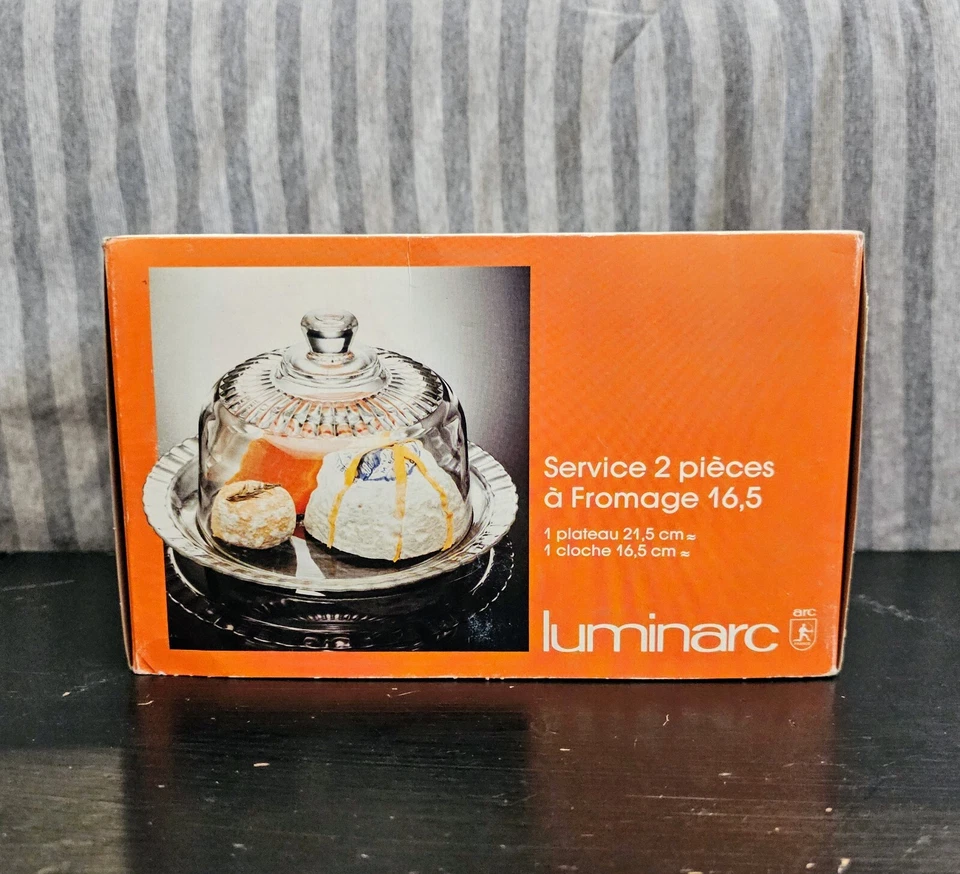 Service 2 pièces
à Fromage 16,5
1 plateau 21,5 cm ≈
1 cloche 16,5 cm ≈
luminarc
arc